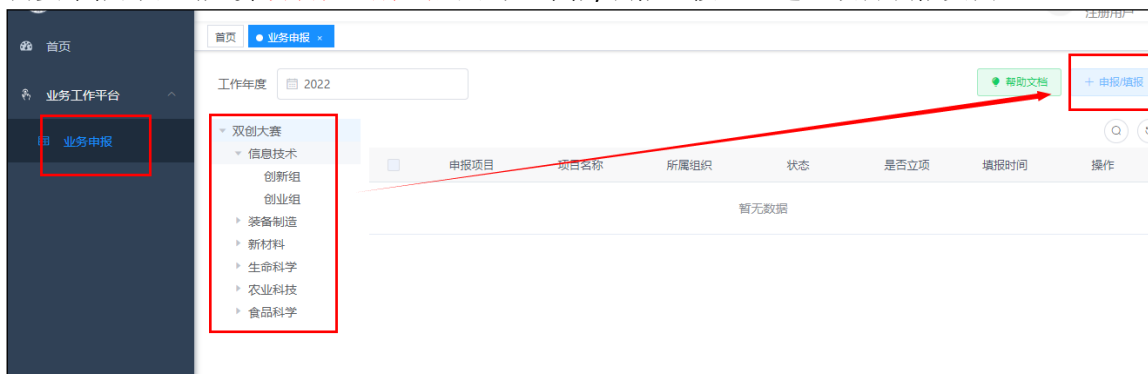 注册用户
首页
首页 ● 业务申报 ×
业务工作平台
业务申报
工作年度 2022
帮助文档
+ 申报/填报
双创大赛
信息技术
创新组
创业组
装备制造
新材料
生命科学
农业科技
食品科学
申报项目 项目名称 所属组织 状态 是否立项 填报时间 操作
暂无数据